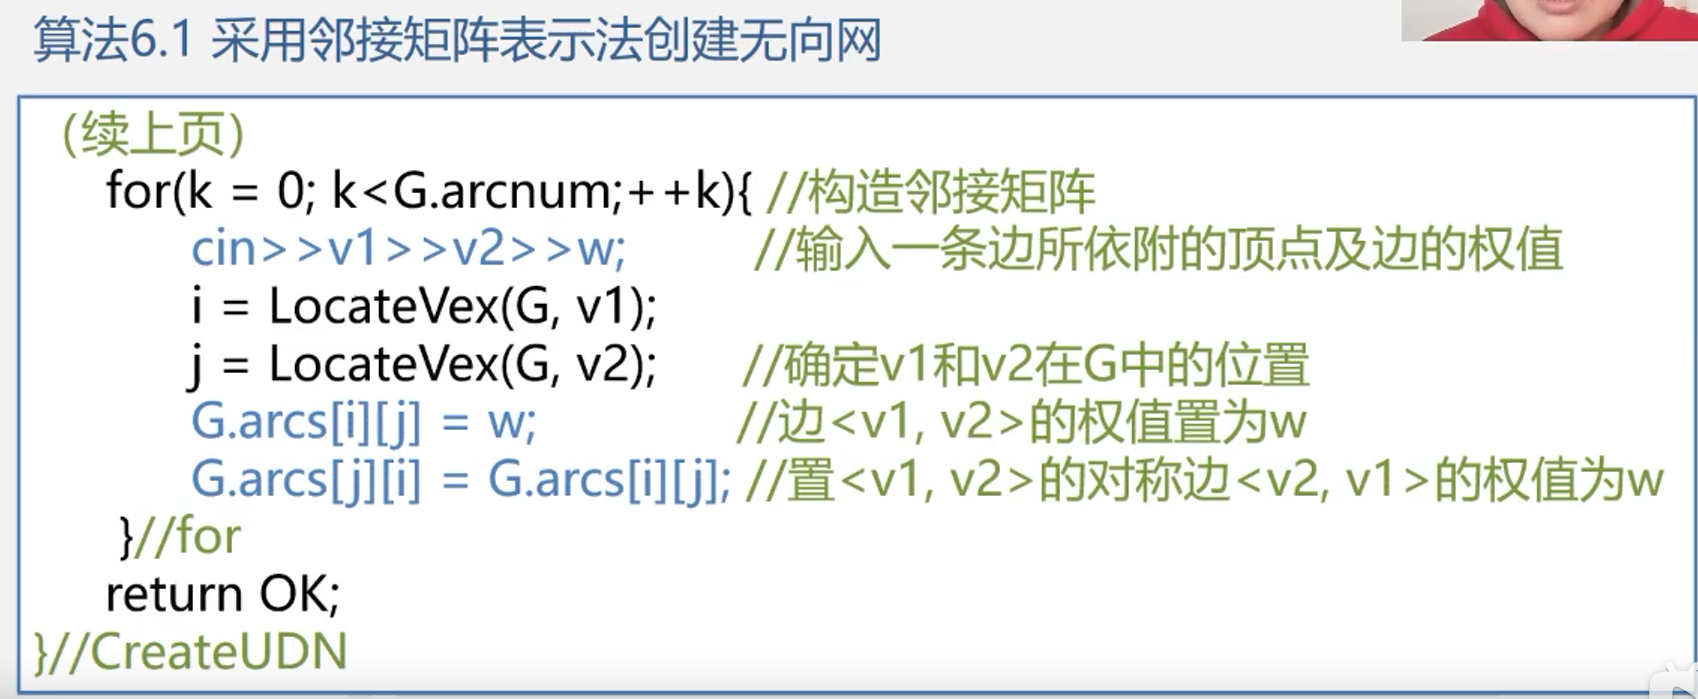 算法6.1 采用邻接矩阵表示法创建无向网
(续上页)
for(k = 0; k<G.arcnum;++k){ //构造邻接矩阵
cin>>v1>>v2>>w; //输入一条边所依附的顶点及边的权值
i = LocateVex(G, v1);
j = LocateVex(G, v2); //确定v1和v2在G中的位置
G.arcs[i][j] = w; //边<v1, v2>的权值置为w
G.arcs[j][i] = G.arcs[i][j]; //置<v1, v2>的对称边<v2, v1>的权值为w
}//for
return OK;
}//CreateUDN